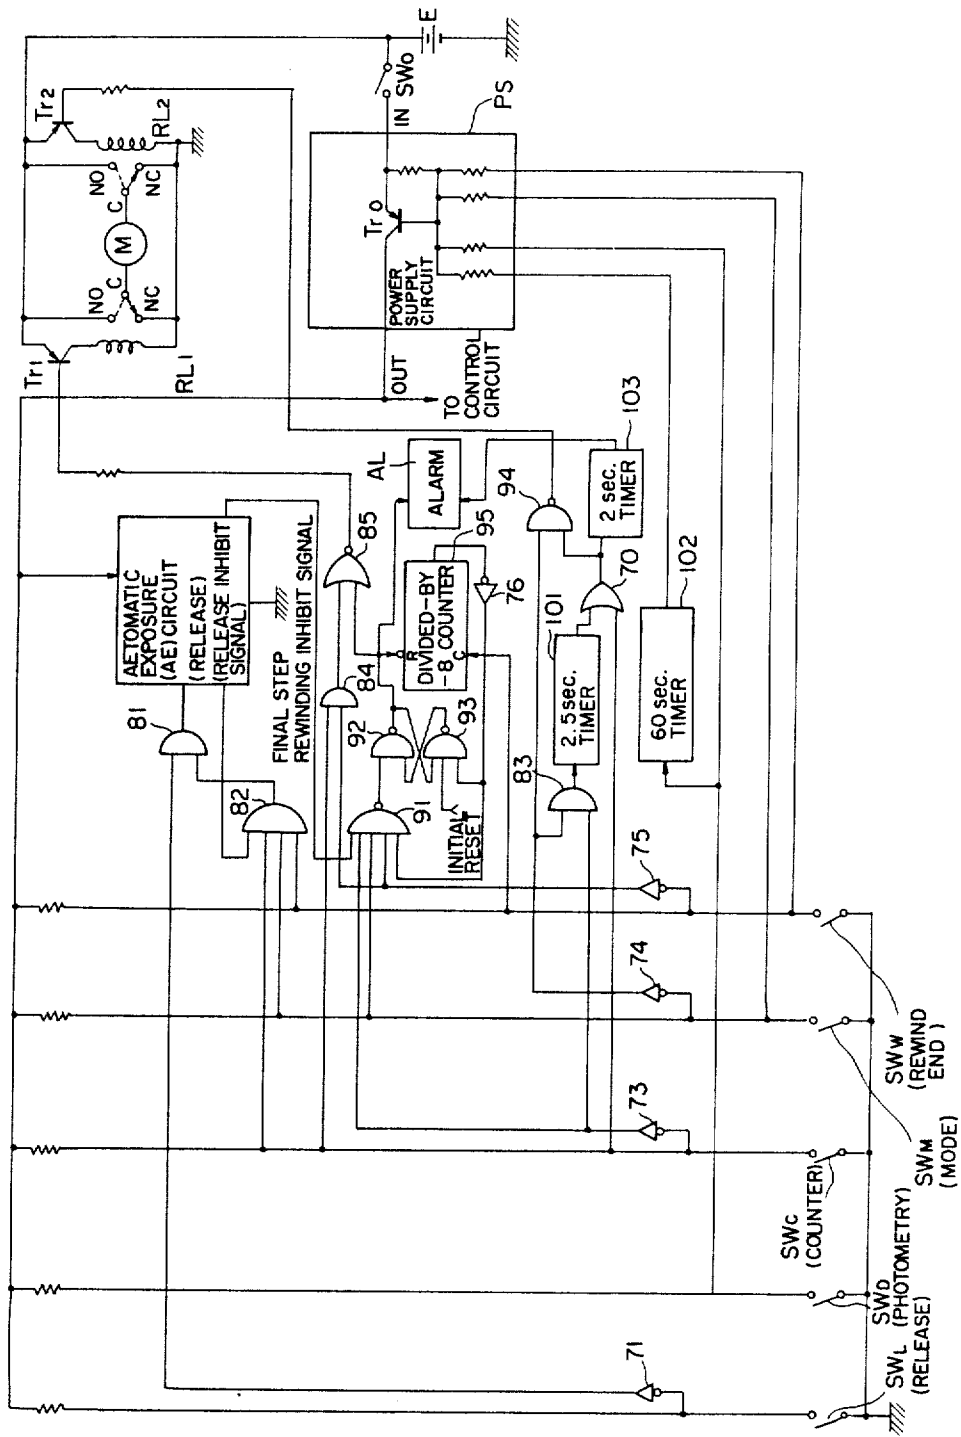 Tr1
RL1
NO
C
NC
M
NO
C
NC
Tr2
RL2
E
SWo
IN
PS
Tro
POWER
SUPPLY
CIRCUIT
OUT
TO CONTROL
CIRCUIT
AETOMATIC
EXPOSURE
(AE) CIRCUIT
(RELEASE)
(RELEASE INHIBIT
SIGNAL)
FINAL STEP
REWINDING INHIBIT SIGNAL
81
82
84
85
AL
ALARM
95
DIVIDED-BY
-8 COUNTER
R
C
76
92
93
91
INITIAL
RESET
94
103
2 sec.
TIMER
70
101
2.5sec.
TIMER
83
102
60 sec.
TIMER
75
74
73
71
SWW
(REWIND
END)
SWM
(MODE)
SWC
(COUNTER)
SWD
(PHOTOMETRY)
SWL
(RELEASE)